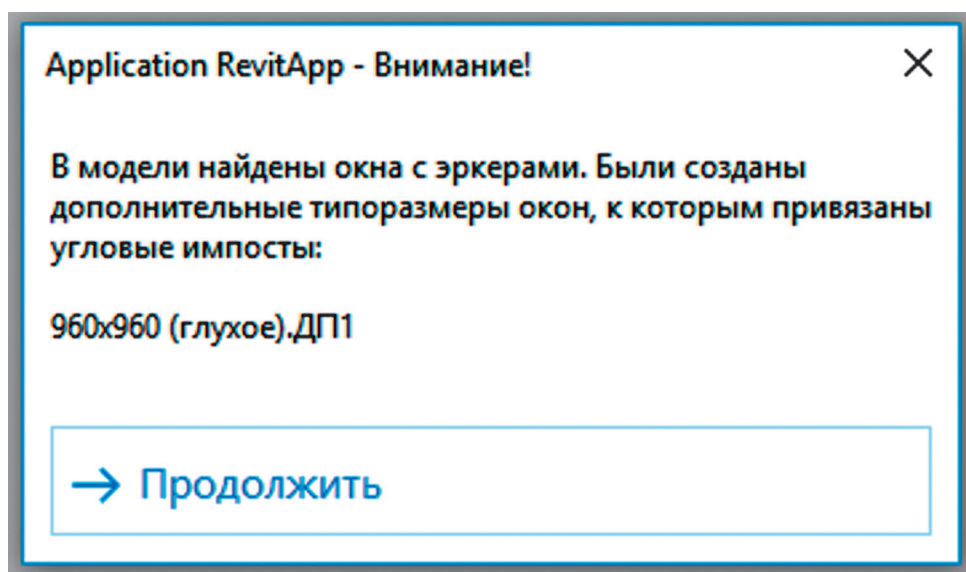 Application RevitApp - Внимание!
В модели найдены окна с эркерами. Были созданы
дополнительные типоразмеры окон, к которым привязаны
угловые импосты:
960x960 (глухое).ДП1
Продолжить